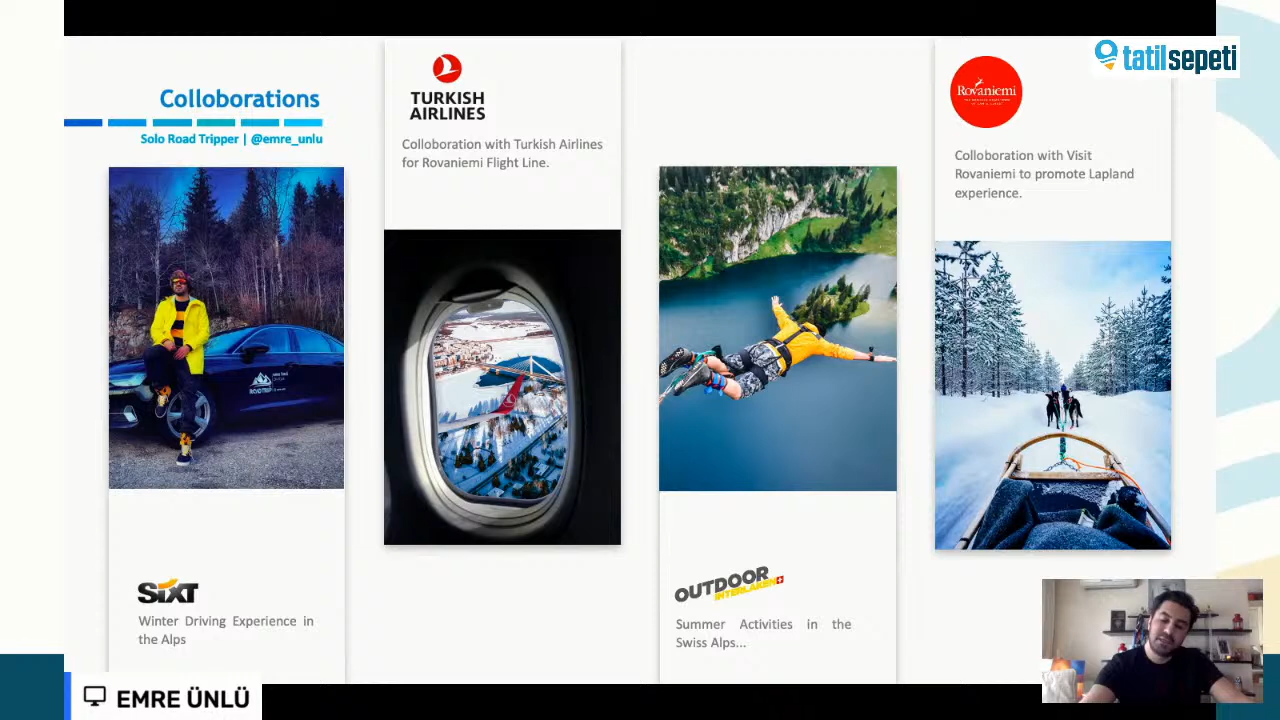 Colloborations
Solo Road Tripper | @emre_unlu
SiXT
Winter Driving Experience in
the Alps
TURKISH
AIRLINES
Colloboration with Turkish Airlines
for Rovaniemi Flight Line.
OUTDOOR
INTERLAKEN
Summer Activities in the
Swiss Alps...
tatilsepeti
Rovaniemi
Colloboration with Visit
Rovaniemi to promote Lapland
experience.
EMRE ÜNLÜ